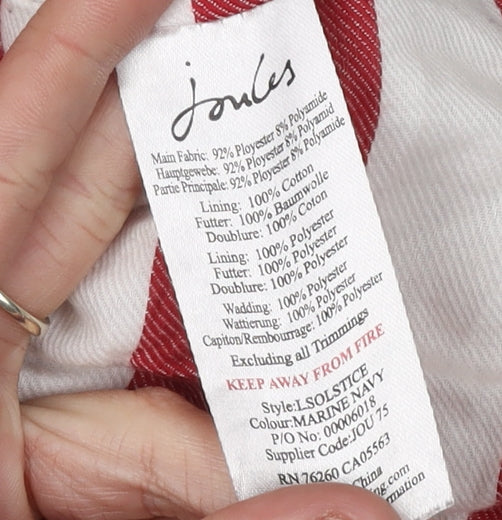 Joules
Main Fabric: 92% Ployester 8% Polyamide
Hauptgewebe: 92% Ployester 8% Polyamid
Partie Principale: 92% Ployester 8% Polyamide
Lining: 100% Cotton
Futter: 100% Baumwolle
Doublure: 100% Coton
Lining: 100% Polyester
Futter: 100% Polyester
Doublure: 100% Polyester
Wadding: 100% Polyester
Wattierung: 100% Polyester
Capiton/Rembourrage: 100% Polyester
Excluding all Trimmings
KEEP AWAY FROM FIRE
Style:LSOLSTICE
Colour:MARINE NAVY
P/O No: 00006018
Supplier Code:JOU 75
RN 76260 CA05563
China